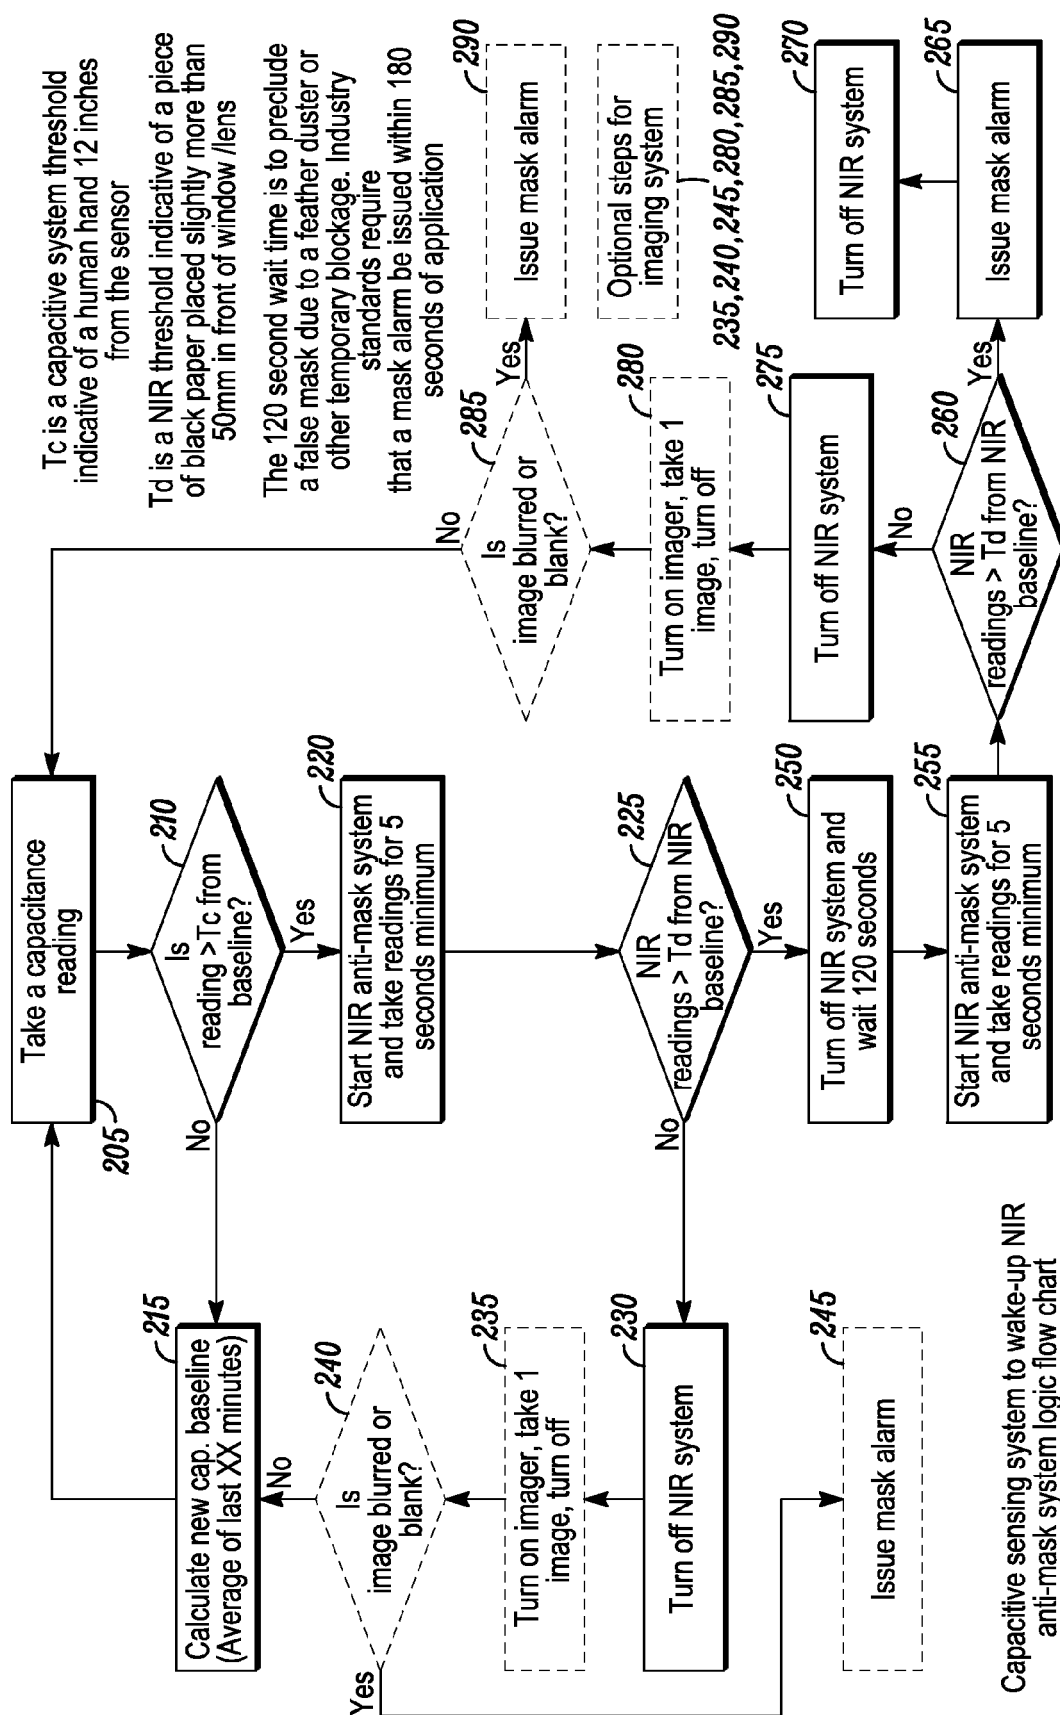 Take a capacitance
reading
205
Is
reading >Tc from
baseline?
210
No
Yes
Calculate new cap. baseline
(Average of last XX minutes)
215
Start NIR anti-mask system
and take readings for 5
seconds minimum
220
NIR
readings > Td from NIR
baseline?
225
No
Yes
Turn off NIR system
230
Turn on imager, take 1
image, turn off
235
Is
image blurred or
blank?
240
No
Yes
Issue mask alarm
245
Turn off NIR system and
wait 120 seconds
250
Start NIR anti-mask system
and take readings for 5
seconds minimum
255
NIR
readings > Td from NIR
baseline?
260
Yes
No
Issue mask alarm
265
Turn off NIR system
270
Turn off NIR system
275
Turn on imager, take 1
image, turn off
280
Is
image blurred or
blank?
285
No
Yes
Issue mask alarm
290
Optional steps for
imaging system
235,240,245,280,285,290
Tc is a capacitive system threshold
indicative of a human hand 12 inches
from the sensor
Td is a NIR threshold indicative of a piece
of black paper placed slightly more than
50mm in front of window /lens
The 120 second wait time is to preclude
a false mask due to a feather duster or
other temporary blockage. Industry
standards require
that a mask alarm be issued within 180
seconds of application
Capacitive sensing system to wake-up NIR
anti-mask system logic flow chart